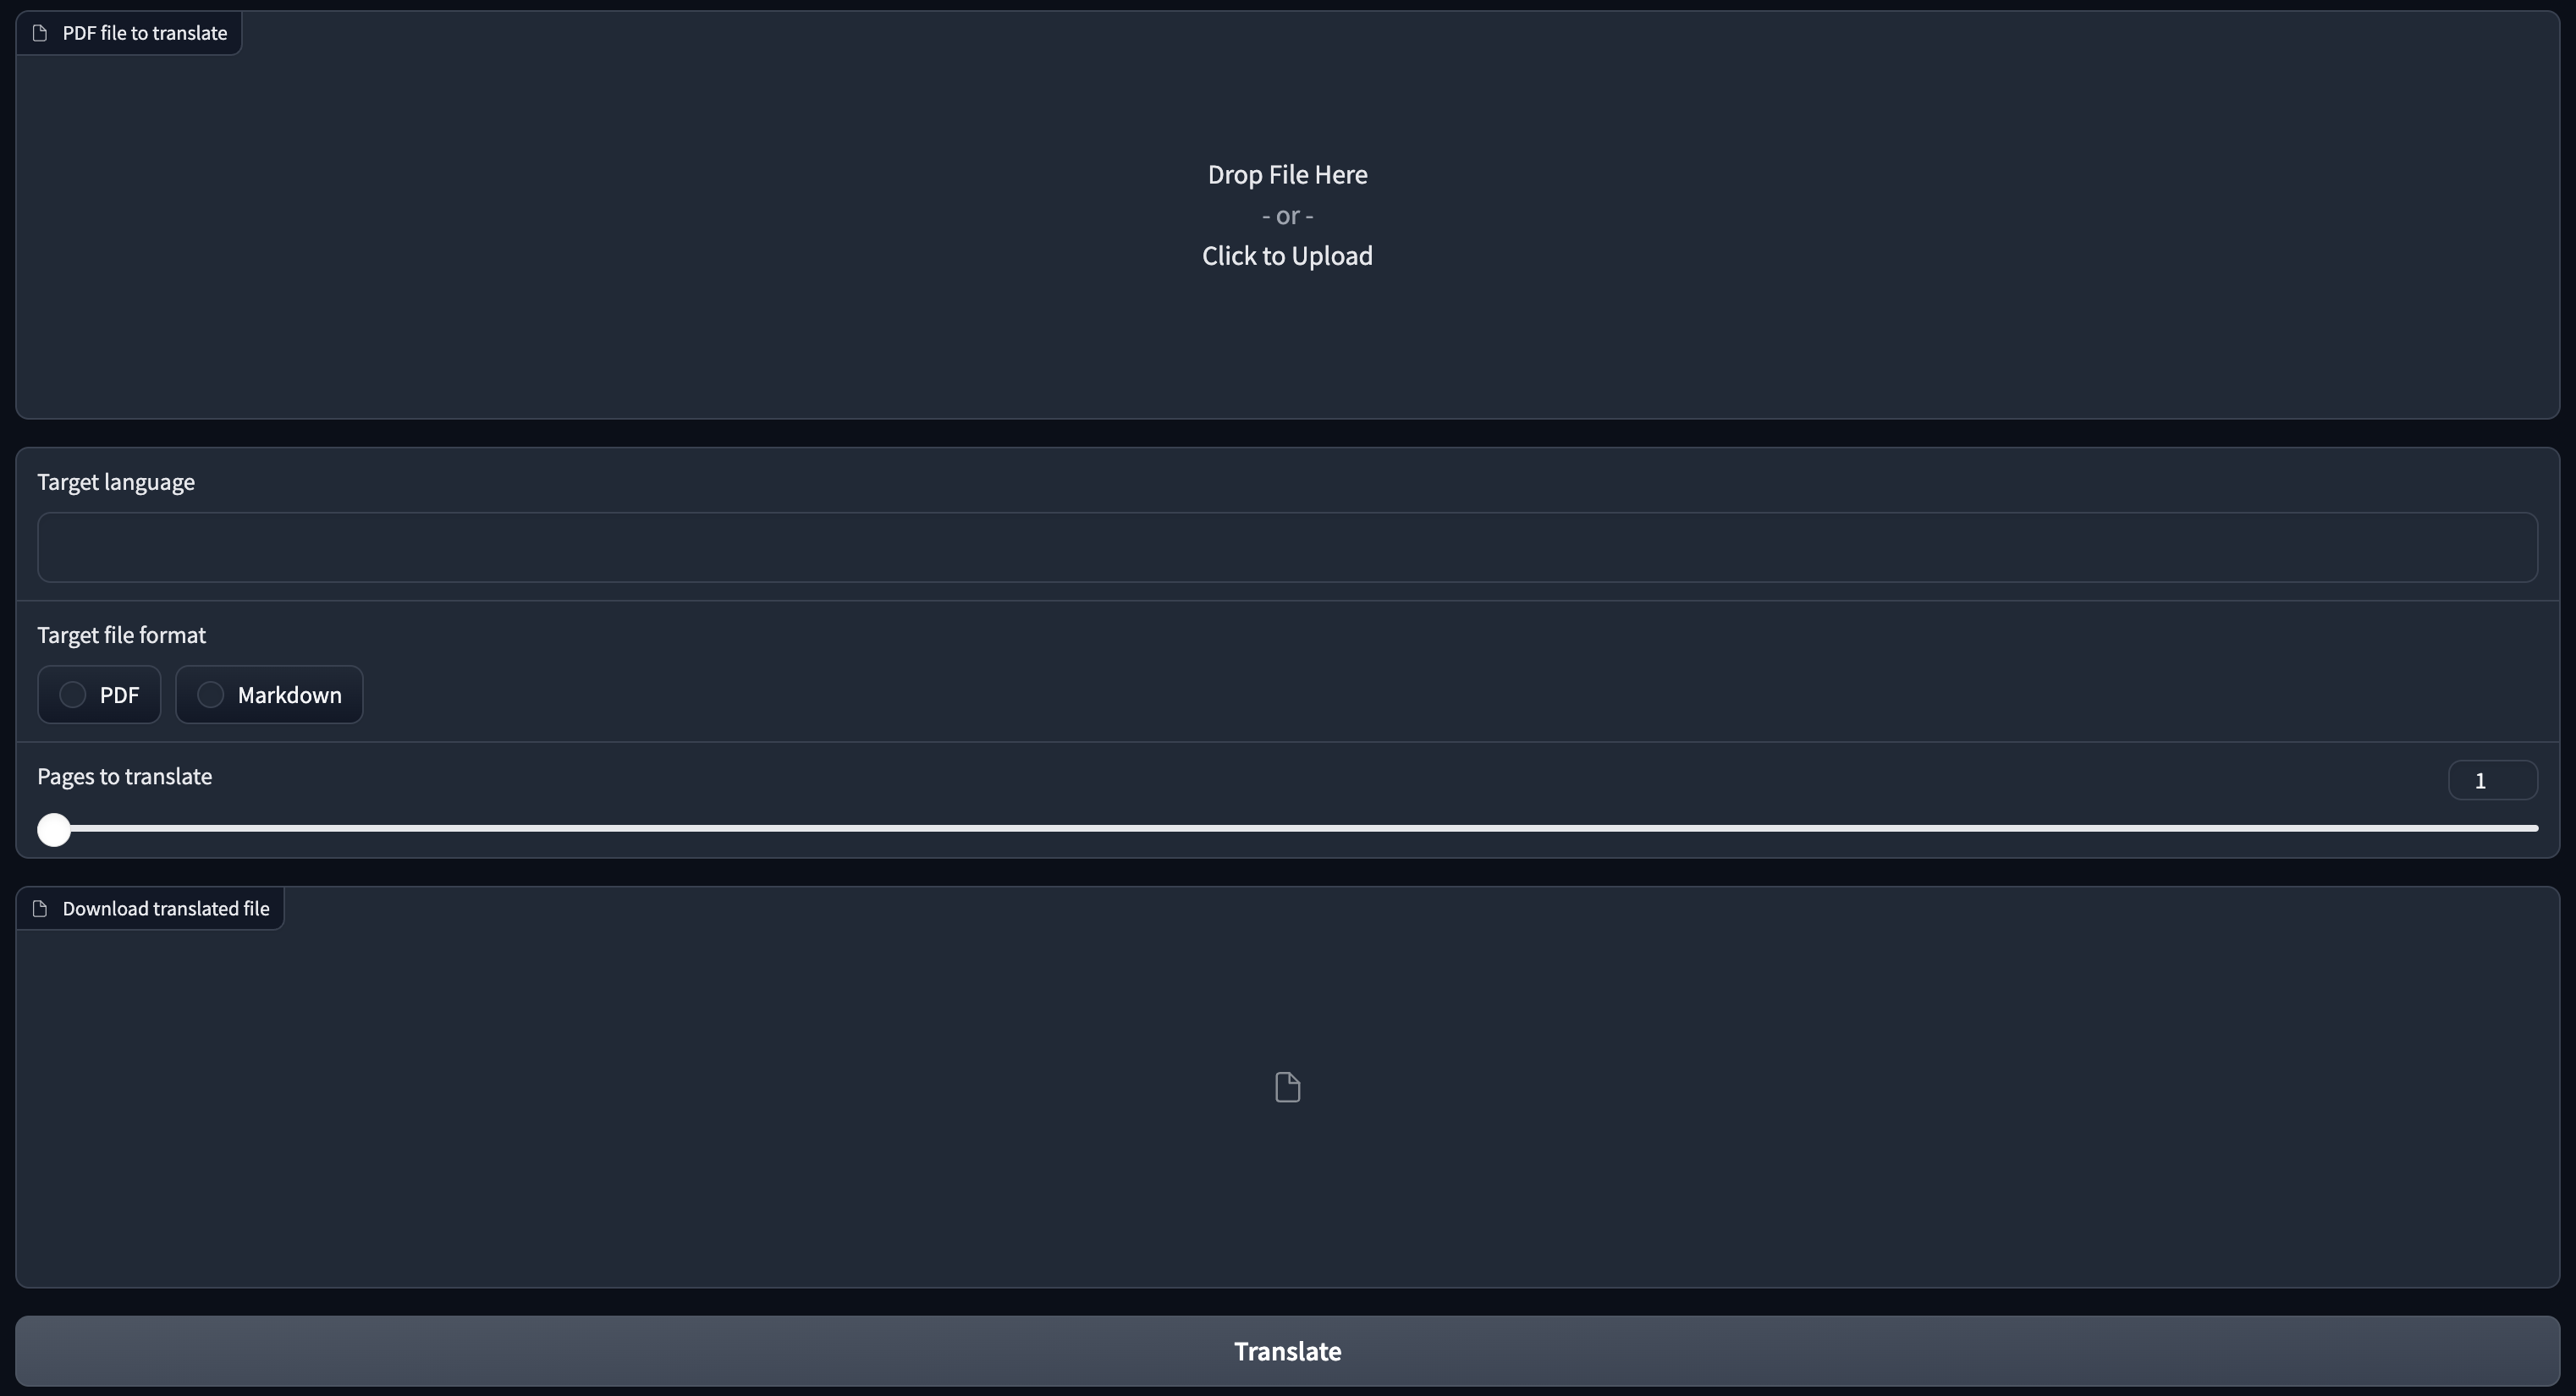 PDF file to translate
Drop File Here
- or -
Click to Upload
Target language
Target file format
PDF
Markdown
Pages to translate
1
Download translated file
Translate